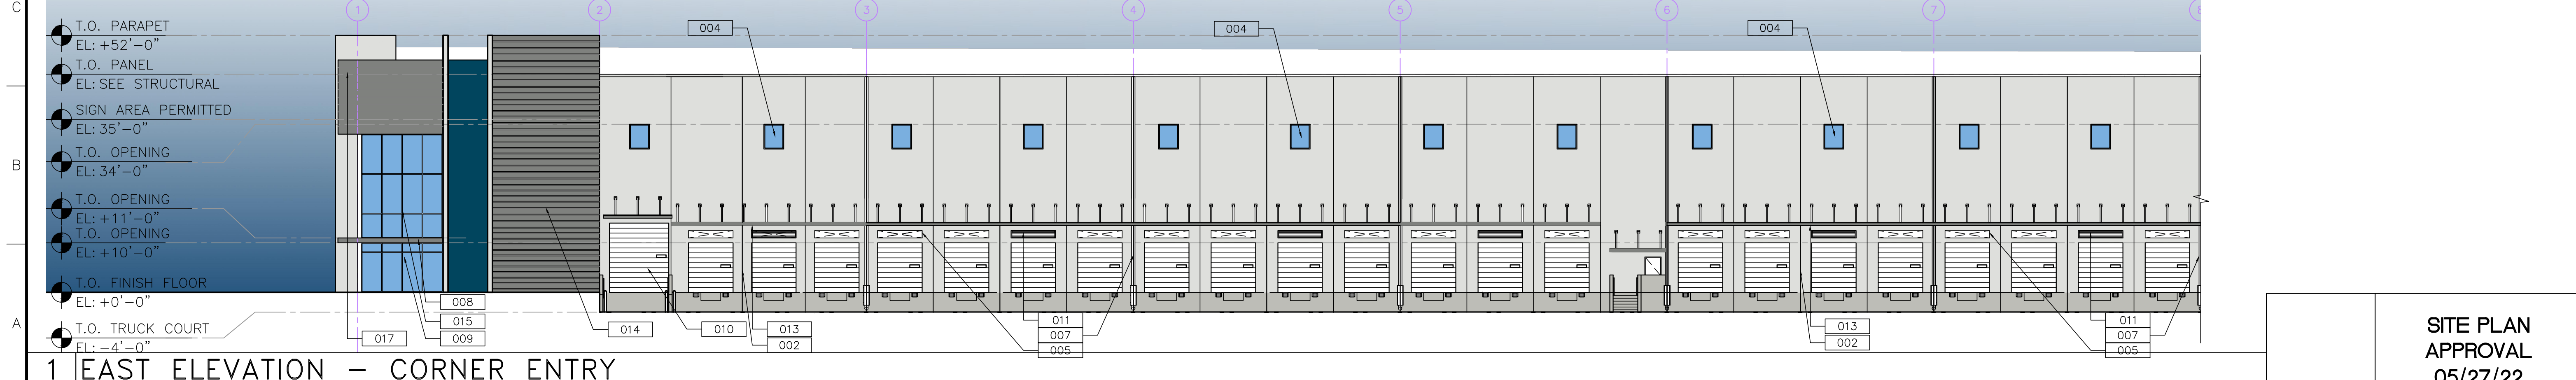 C
1 2 3 4 5 6 7
T.O. PARAPET
EL: +52'-0"
T.O. PANEL
EL: SEE STRUCTURAL
SIGN AREA PERMITTED
EL: 35'-0"
B
T.O. OPENING
EL: 34'-0"
T.O. OPENING
EL: +11'-0"
T.O. OPENING
EL: +10'-0"
T.O. FINISH FLOOR
EL: +0'-0"
A
T.O. TRUCK COURT
EL: -4'-0"
004
004
004
008
015
017
009
014
010
013
002
011
007
005
013
002
011
007
005
1 EAST ELEVATION - CORNER ENTRY
SITE PLAN
APPROVAL
05/27/22